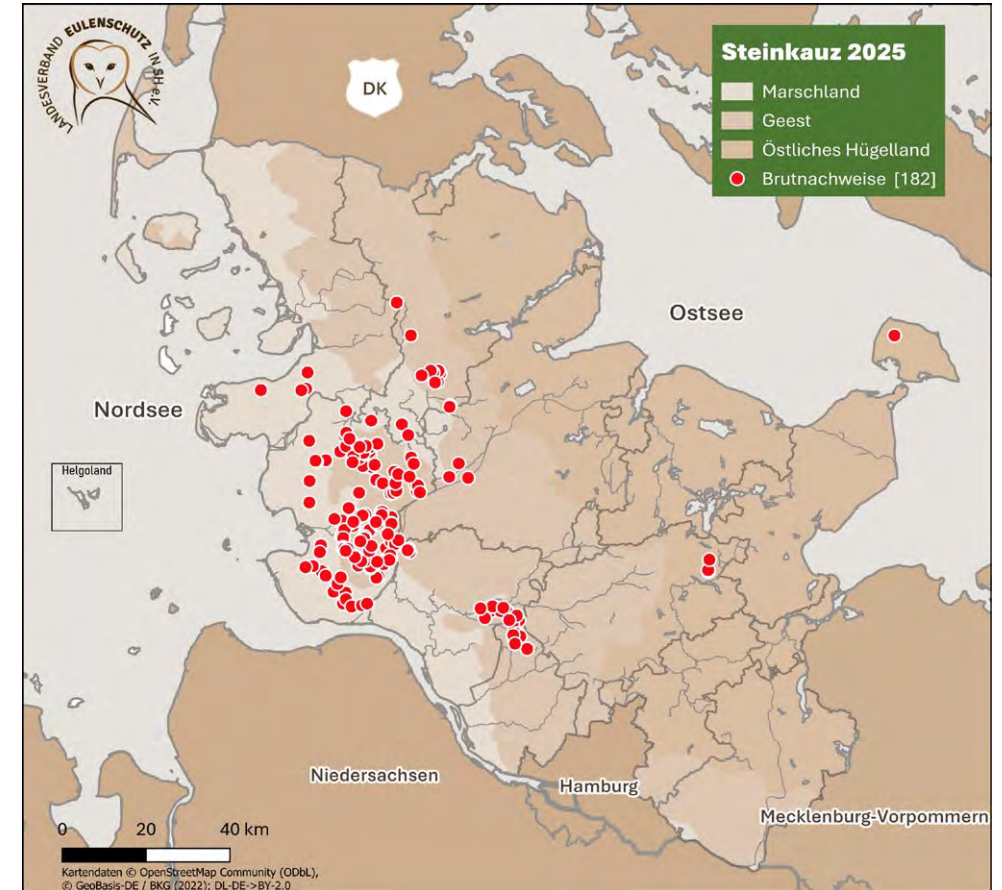 LANDESVERBAND EULENSCHUTZ IN SH e.V.
DK
Steinkauz 2025
Marschland
Geest
Östliches Hügelland
Brutnachweise [182]
Ostsee
Nordsee
Helgoland
Niedersachsen
Hamburg
Mecklenburg-Vorpommern
0 20 40 km
Kartendaten © OpenStreetMap Community (ODbL),
© GeoBasis-DE / BKG (2022): DL-DE->BY-2.0